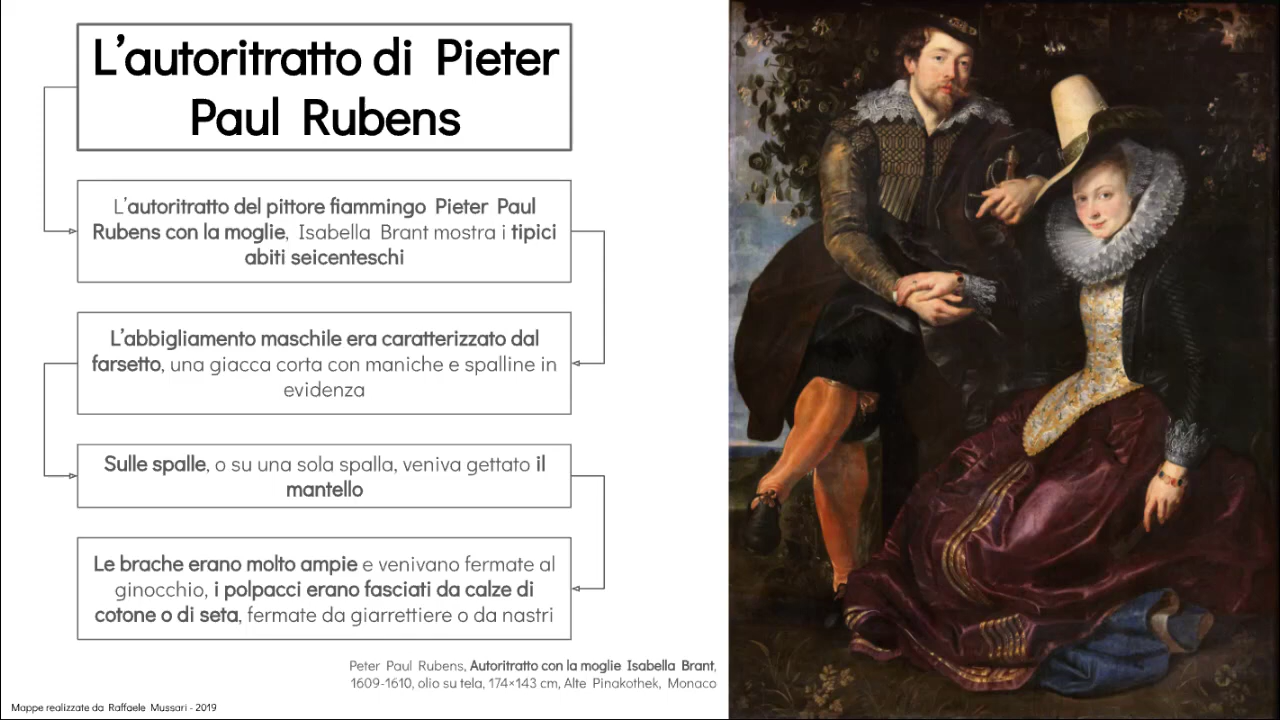 L’autoritratto di Pieter
Paul Rubens
L’autoritratto del pittore fiammingo Pieter Paul
Rubens con la moglie, Isabella Brant mostra i tipici
abiti seicenteschi
L’abbigliamento maschile era caratterizzato dal
farsetto, una giacca corta con maniche e spalline in
evidenza
Sulle spalle, o su una sola spalla, veniva gettato il
mantello
Le brache erano molto ampie e venivano fermate al
ginocchio, i polpacci erano fasciati da calze di
cotone o di seta, fermate da giarrettiere o da nastri
Peter Paul Rubens, Autoritratto con la moglie Isabella Brant,
1609-1610, olio su tela, 174×143 cm, Alte Pinakothek, Monaco
Mappe realizzate da Raffaele Mussari - 2019